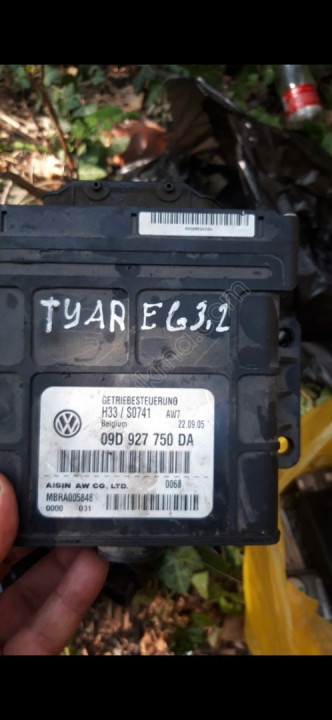 TYAR EG3.2
GETRIEBESTEUERUNG
H33 / S0741 AW7
Belgium 22.09.05
09D 927 750 DA
AISIN AW CO., LTD. 0068
MBRA005848
0000 031